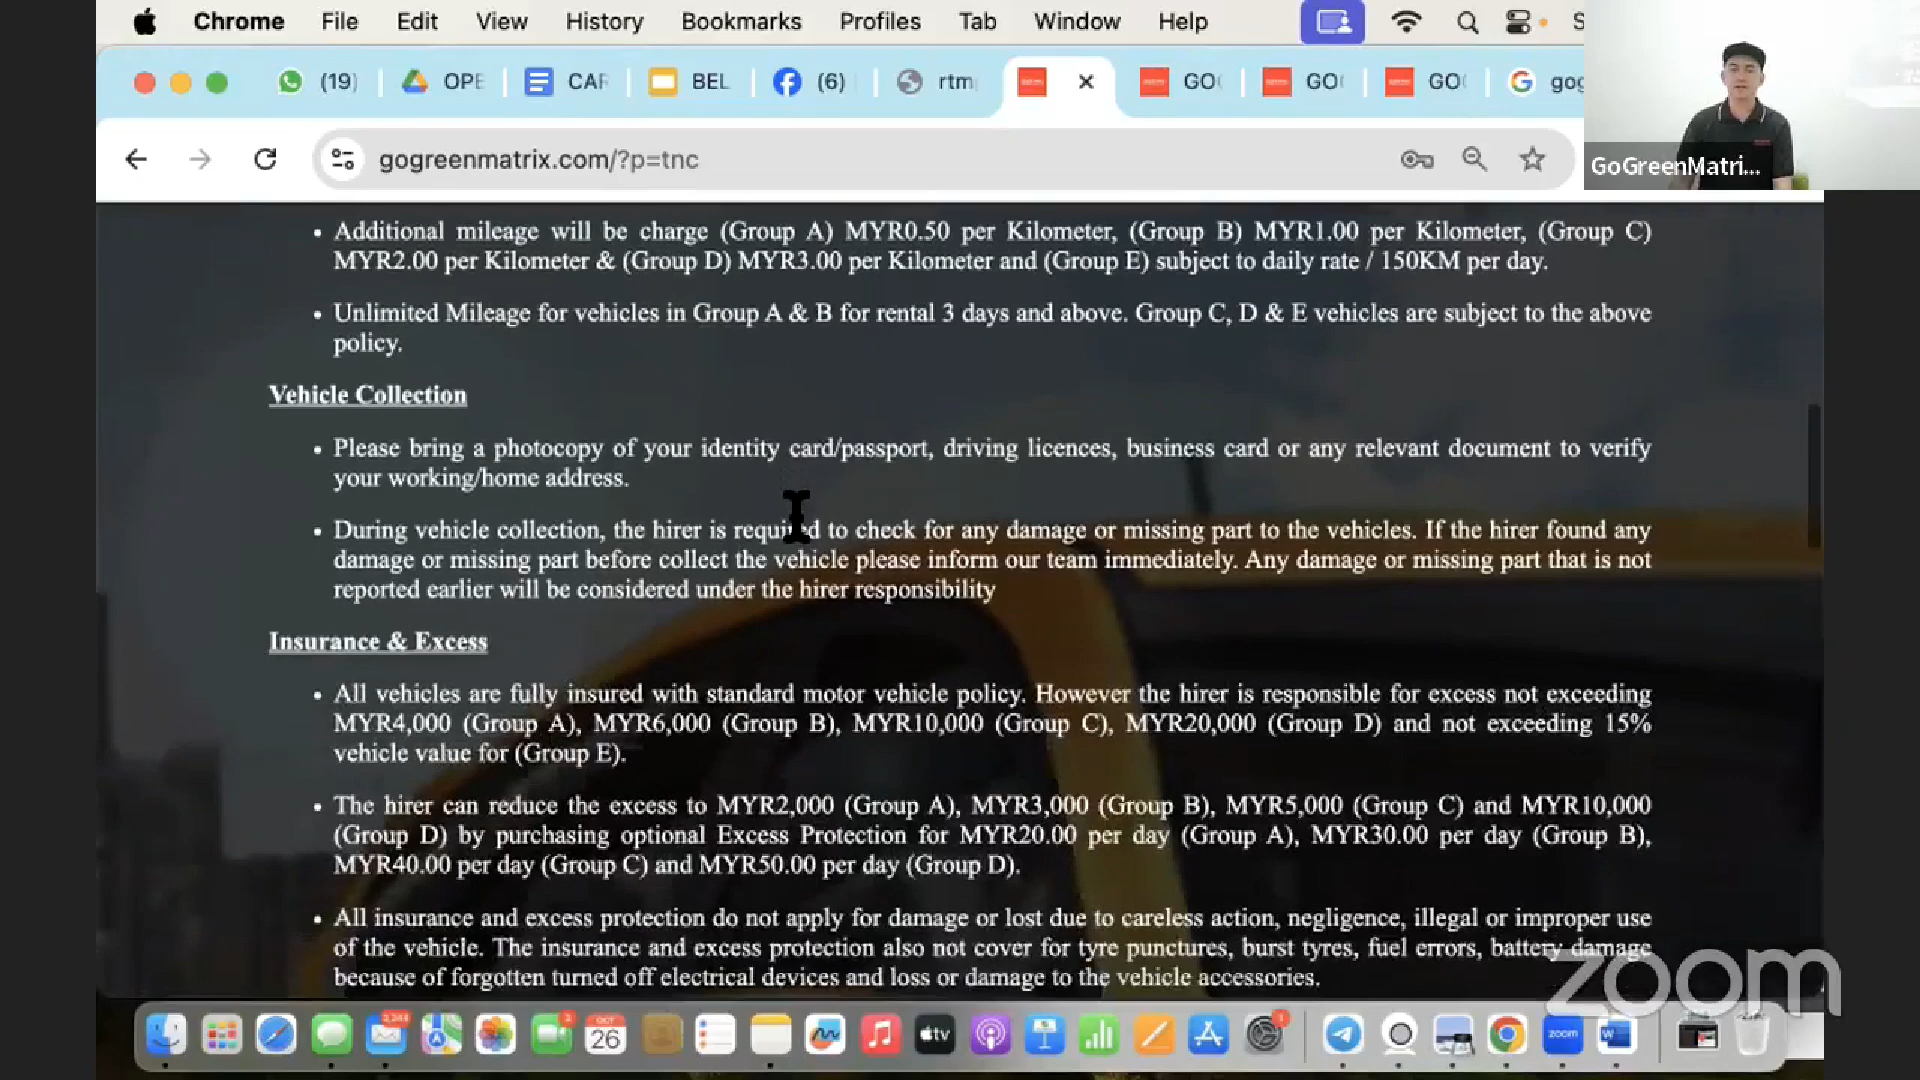 Chrome File Edit View History Bookmarks Profiles Tab Window Help S
(19) OPE CAR BEL (6) rtm GO GO GO gog
gogreenmatrix.com/?p=tnc
GoGreenMatri...
• Additional mileage will be charge (Group A) MYR0.50 per Kilometer, (Group B) MYR1.00 per Kilometer, (Group C)
MYR2.00 per Kilometer & (Group D) MYR3.00 per Kilometer and (Group E) subject to daily rate / 150KM per day.
• Unlimited Mileage for vehicles in Group A & B for rental 3 days and above. Group C, D & E vehicles are subject to the above
policy.
Vehicle Collection
• Please bring a photocopy of your identity card/passport, driving licences, business card or any relevant document to verify
your working/home address.
• During vehicle collection, the hirer is required to check for any damage or missing part to the vehicles. If the hirer found any
damage or missing part before collect the vehicle please inform our team immediately. Any damage or missing part that is not
reported earlier will be considered under the hirer responsibility
Insurance & Excess
• All vehicles are fully insured with standard motor vehicle policy. However the hirer is responsible for excess not exceeding
MYR4,000 (Group A), MYR6,000 (Group B), MYR10,000 (Group C), MYR20,000 (Group D) and not exceeding 15%
vehicle value for (Group E).
• The hirer can reduce the excess to MYR2,000 (Group A), MYR3,000 (Group B), MYR5,000 (Group C) and MYR10,000
(Group D) by purchasing optional Excess Protection for MYR20.00 per day (Group A), MYR30.00 per day (Group B),
MYR40.00 per day (Group C) and MYR50.00 per day (Group D).
• All insurance and excess protection do not apply for damage or lost due to careless action, negligence, illegal or improper use
of the vehicle. The insurance and excess protection also not cover for tyre punctures, burst tyres, fuel errors, battery damage
because of forgotten turned off electrical devices and loss or damage to the vehicle accessories.
zoom
OCT
26
tv
zoom
W